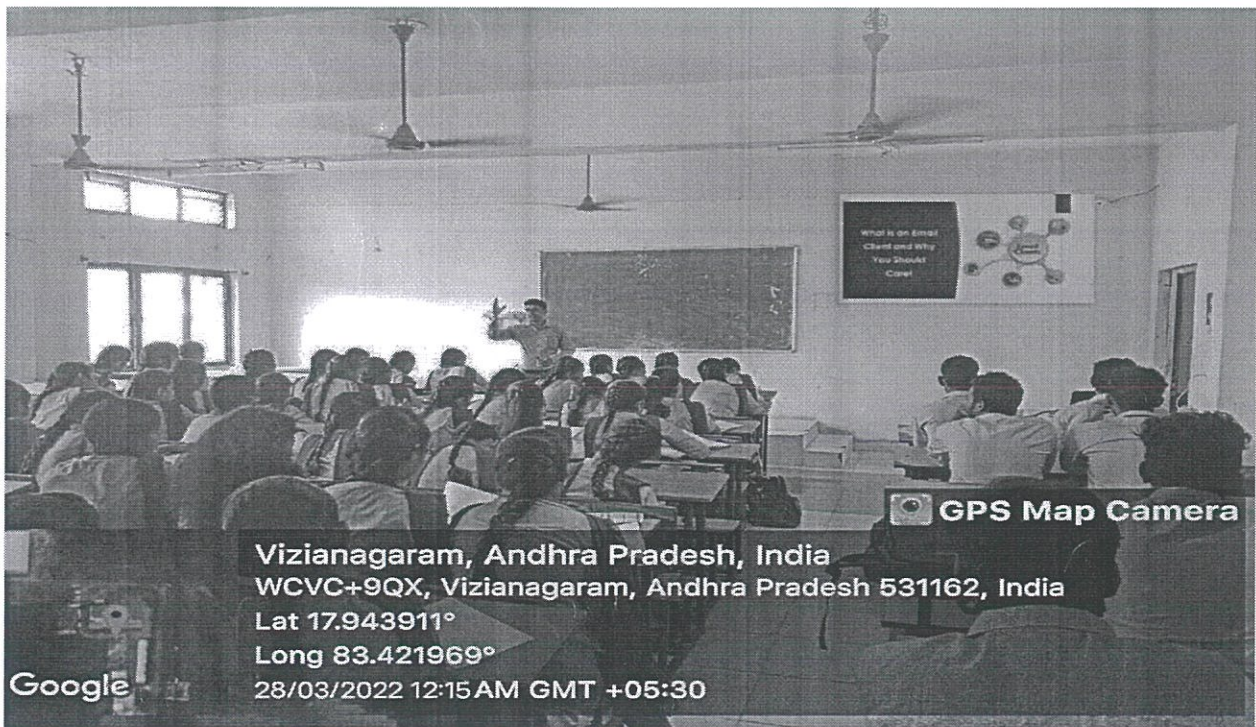 What is an Email
Client and Why
You Should
Care!
GPS Map Camera
Vizianagaram, Andhra Pradesh, India
WCVC+9QX, Vizianagaram, Andhra Pradesh 531162, India
Lat 17.943911°
Long 83.421969°
28/03/2022 12:15AM GMT +05:30
Google